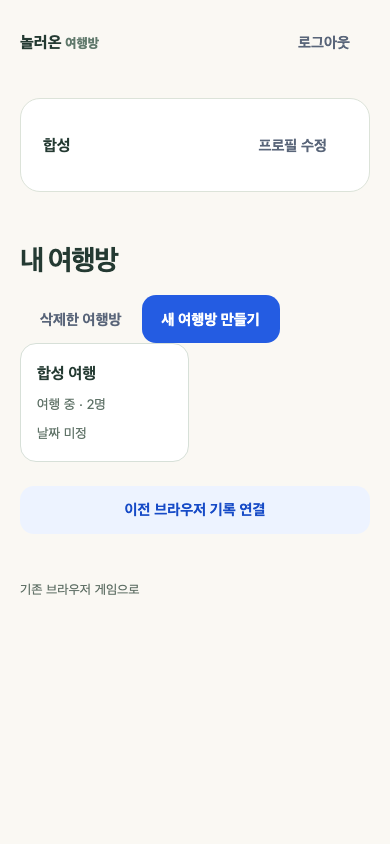 놀러온 여행방
로그아웃
합성
프로필 수정
내 여행방
삭제한 여행방
새 여행방 만들기
합성 여행
여행 중 · 2명
날짜 미정
이전 브라우저 기록 연결
기존 브라우저 게임으로